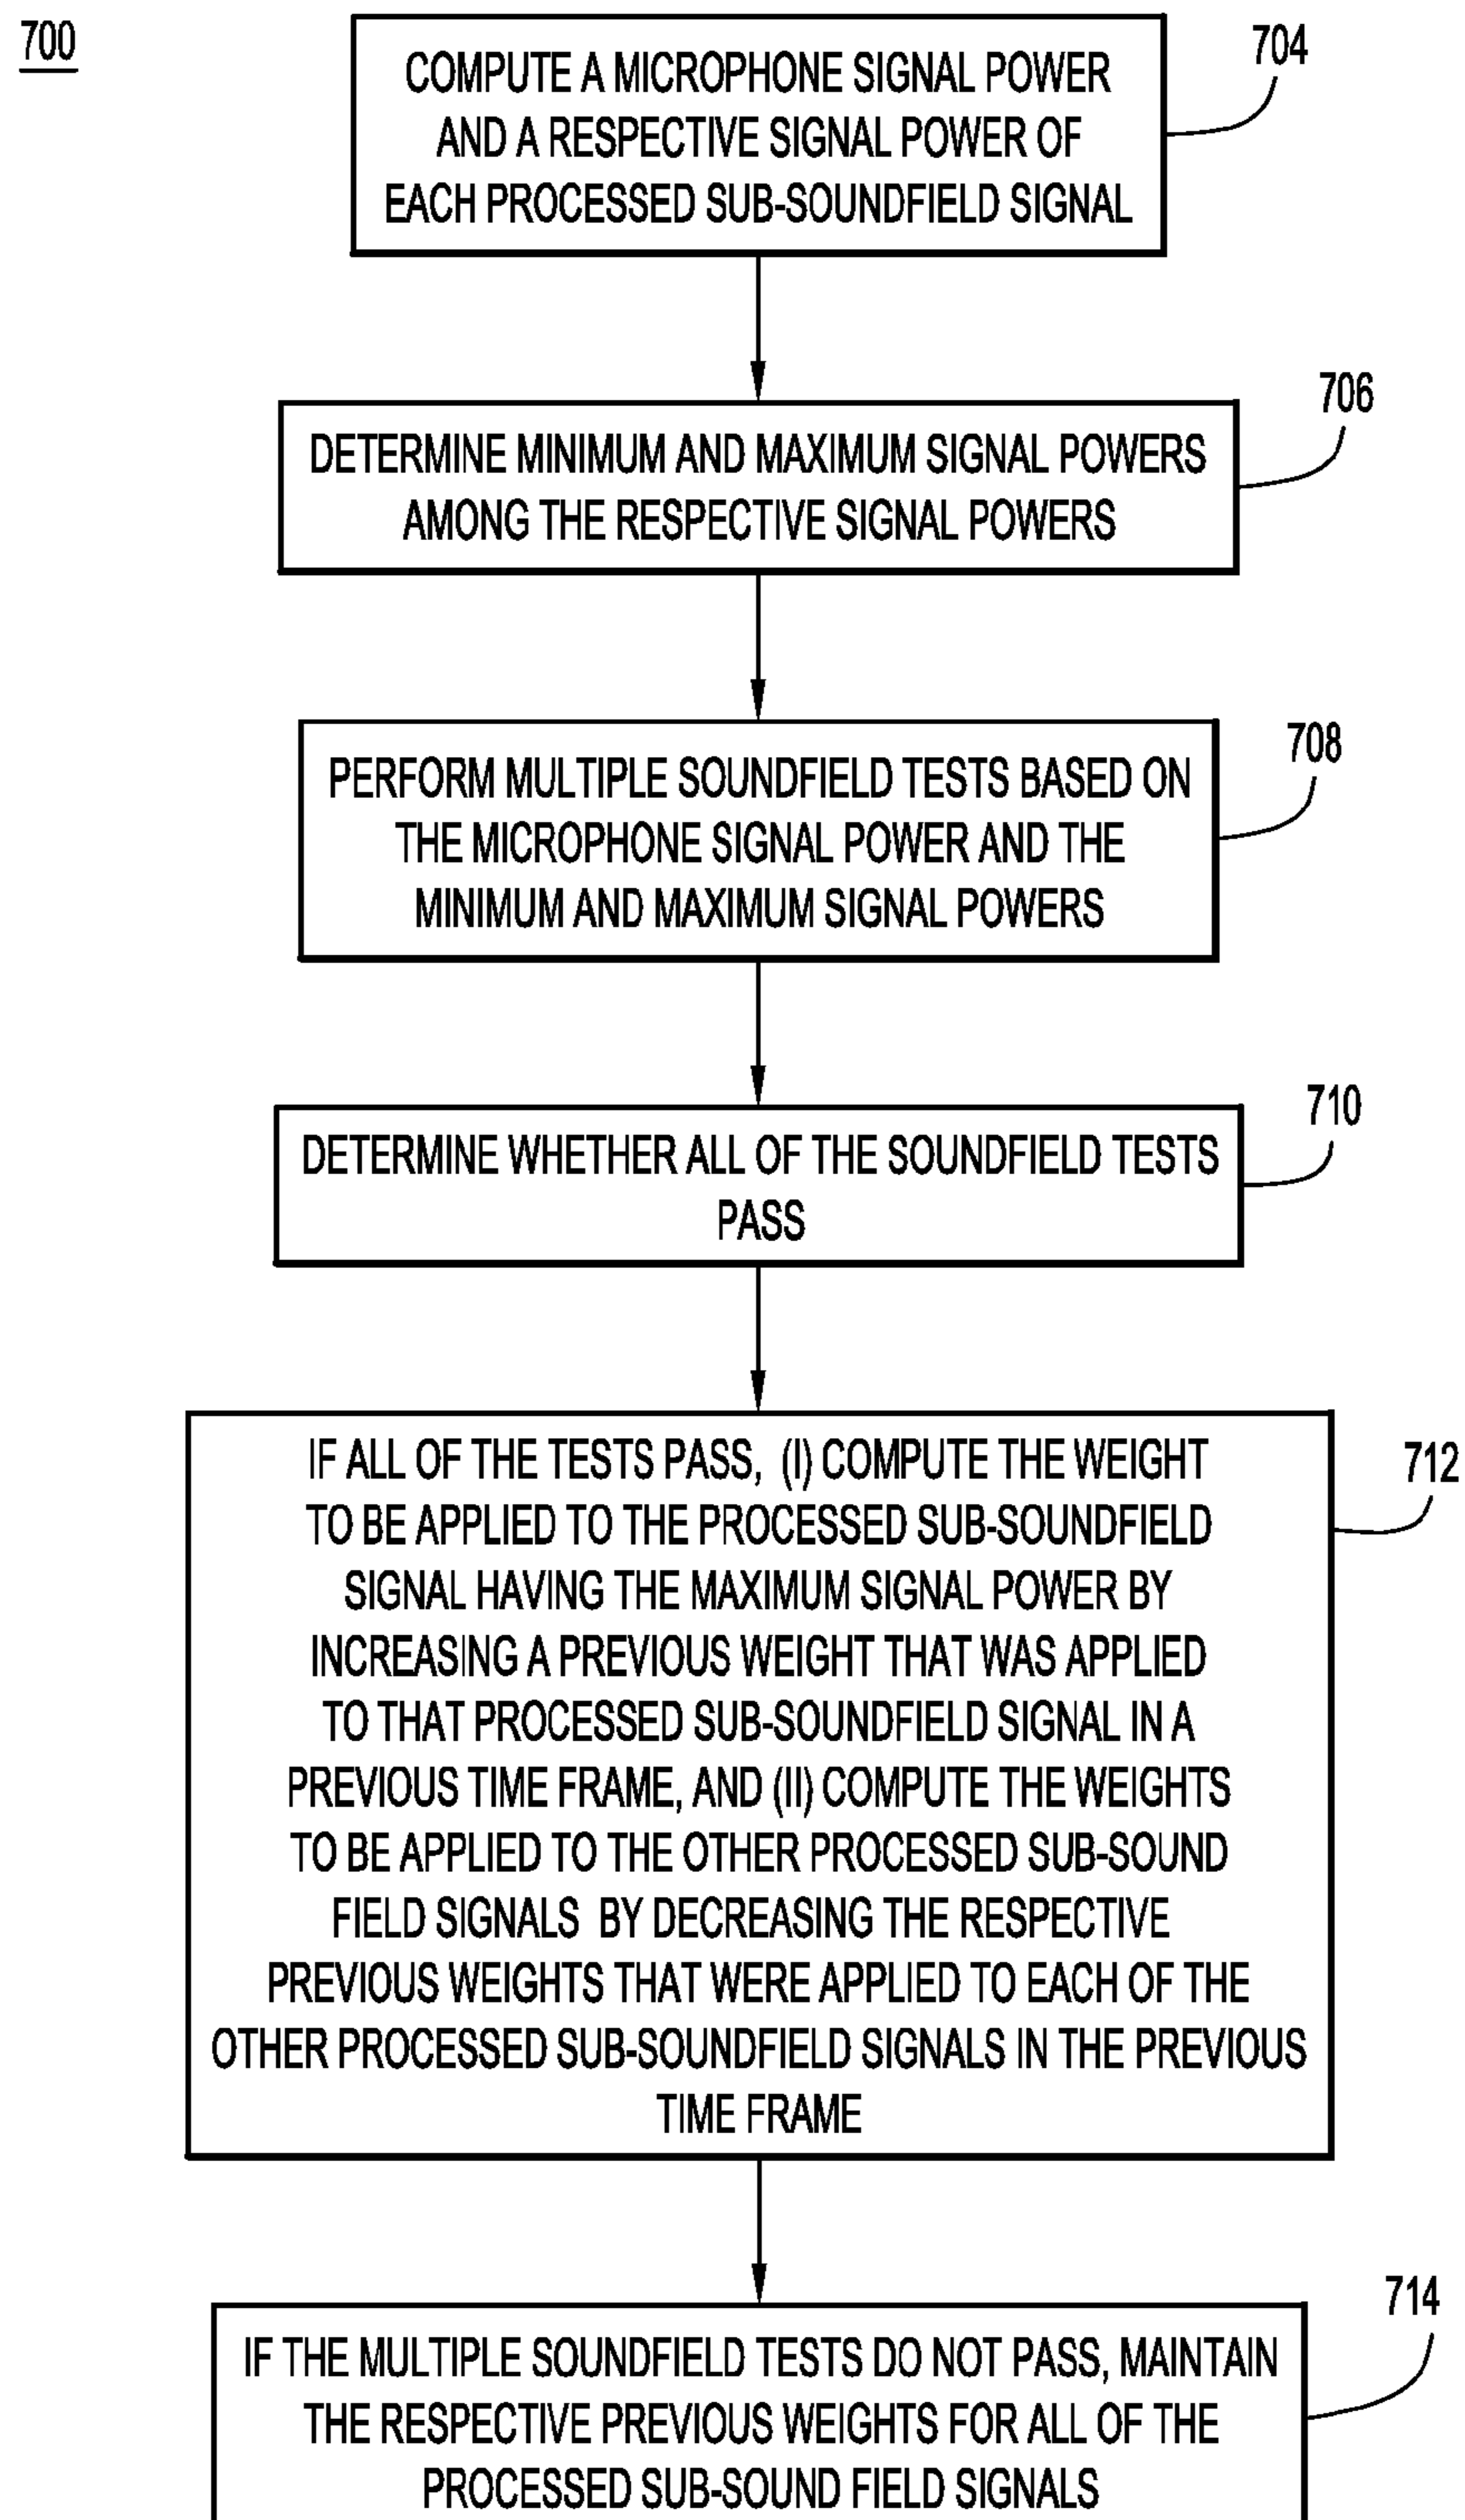 700
COMPUTE A MICROPHONE SIGNAL POWER
AND A RESPECTIVE SIGNAL POWER OF
EACH PROCESSED SUB-SOUNDFIELD SIGNAL
704
DETERMINE MINIMUM AND MAXIMUM SIGNAL POWERS
AMONG THE RESPECTIVE SIGNAL POWERS
706
PERFORM MULTIPLE SOUNDFIELD TESTS BASED ON
THE MICROPHONE SIGNAL POWER AND THE
MINIMUM AND MAXIMUM SIGNAL POWERS
708
DETERMINE WHETHER ALL OF THE SOUNDFIELD TESTS
PASS
710
IF ALL OF THE TESTS PASS, (I) COMPUTE THE WEIGHT
TO BE APPLIED TO THE PROCESSED SUB-SOUNDFIELD
SIGNAL HAVING THE MAXIMUM SIGNAL POWER BY
INCREASING A PREVIOUS WEIGHT THAT WAS APPLIED
TO THAT PROCESSED SUB-SOUNDFIELD SIGNAL IN A
PREVIOUS TIME FRAME, AND (II) COMPUTE THE WEIGHTS
TO BE APPLIED TO THE OTHER PROCESSED SUB-SOUND
FIELD SIGNALS BY DECREASING THE RESPECTIVE
PREVIOUS WEIGHTS THAT WERE APPLIED TO EACH OF THE
OTHER PROCESSED SUB-SOUNDFIELD SIGNALS IN THE PREVIOUS
TIME FRAME
712
IF THE MULTIPLE SOUNDFIELD TESTS DO NOT PASS, MAINTAIN
THE RESPECTIVE PREVIOUS WEIGHTS FOR ALL OF THE
PROCESSED SUB-SOUND FIELD SIGNALS
714